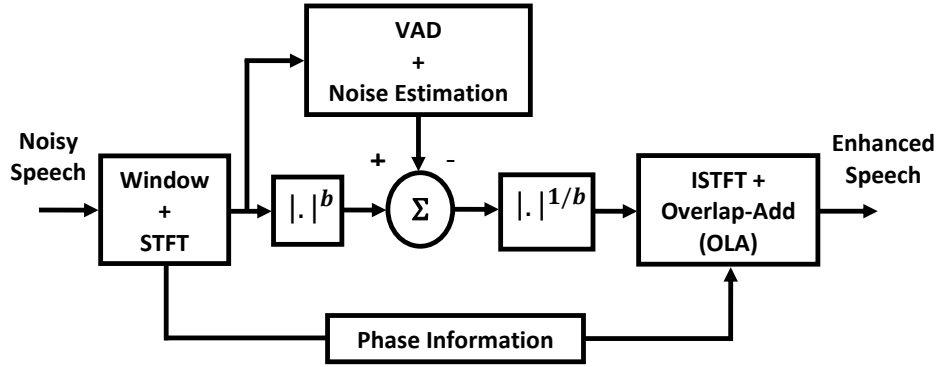 VAD
+
Noise Estimation
Noisy
Speech
Window
+
STFT
|.|^b
+
-
Σ
|.|^{1/b}
ISTFT +
Overlap-Add
(OLA)
Enhanced
Speech
Phase Information